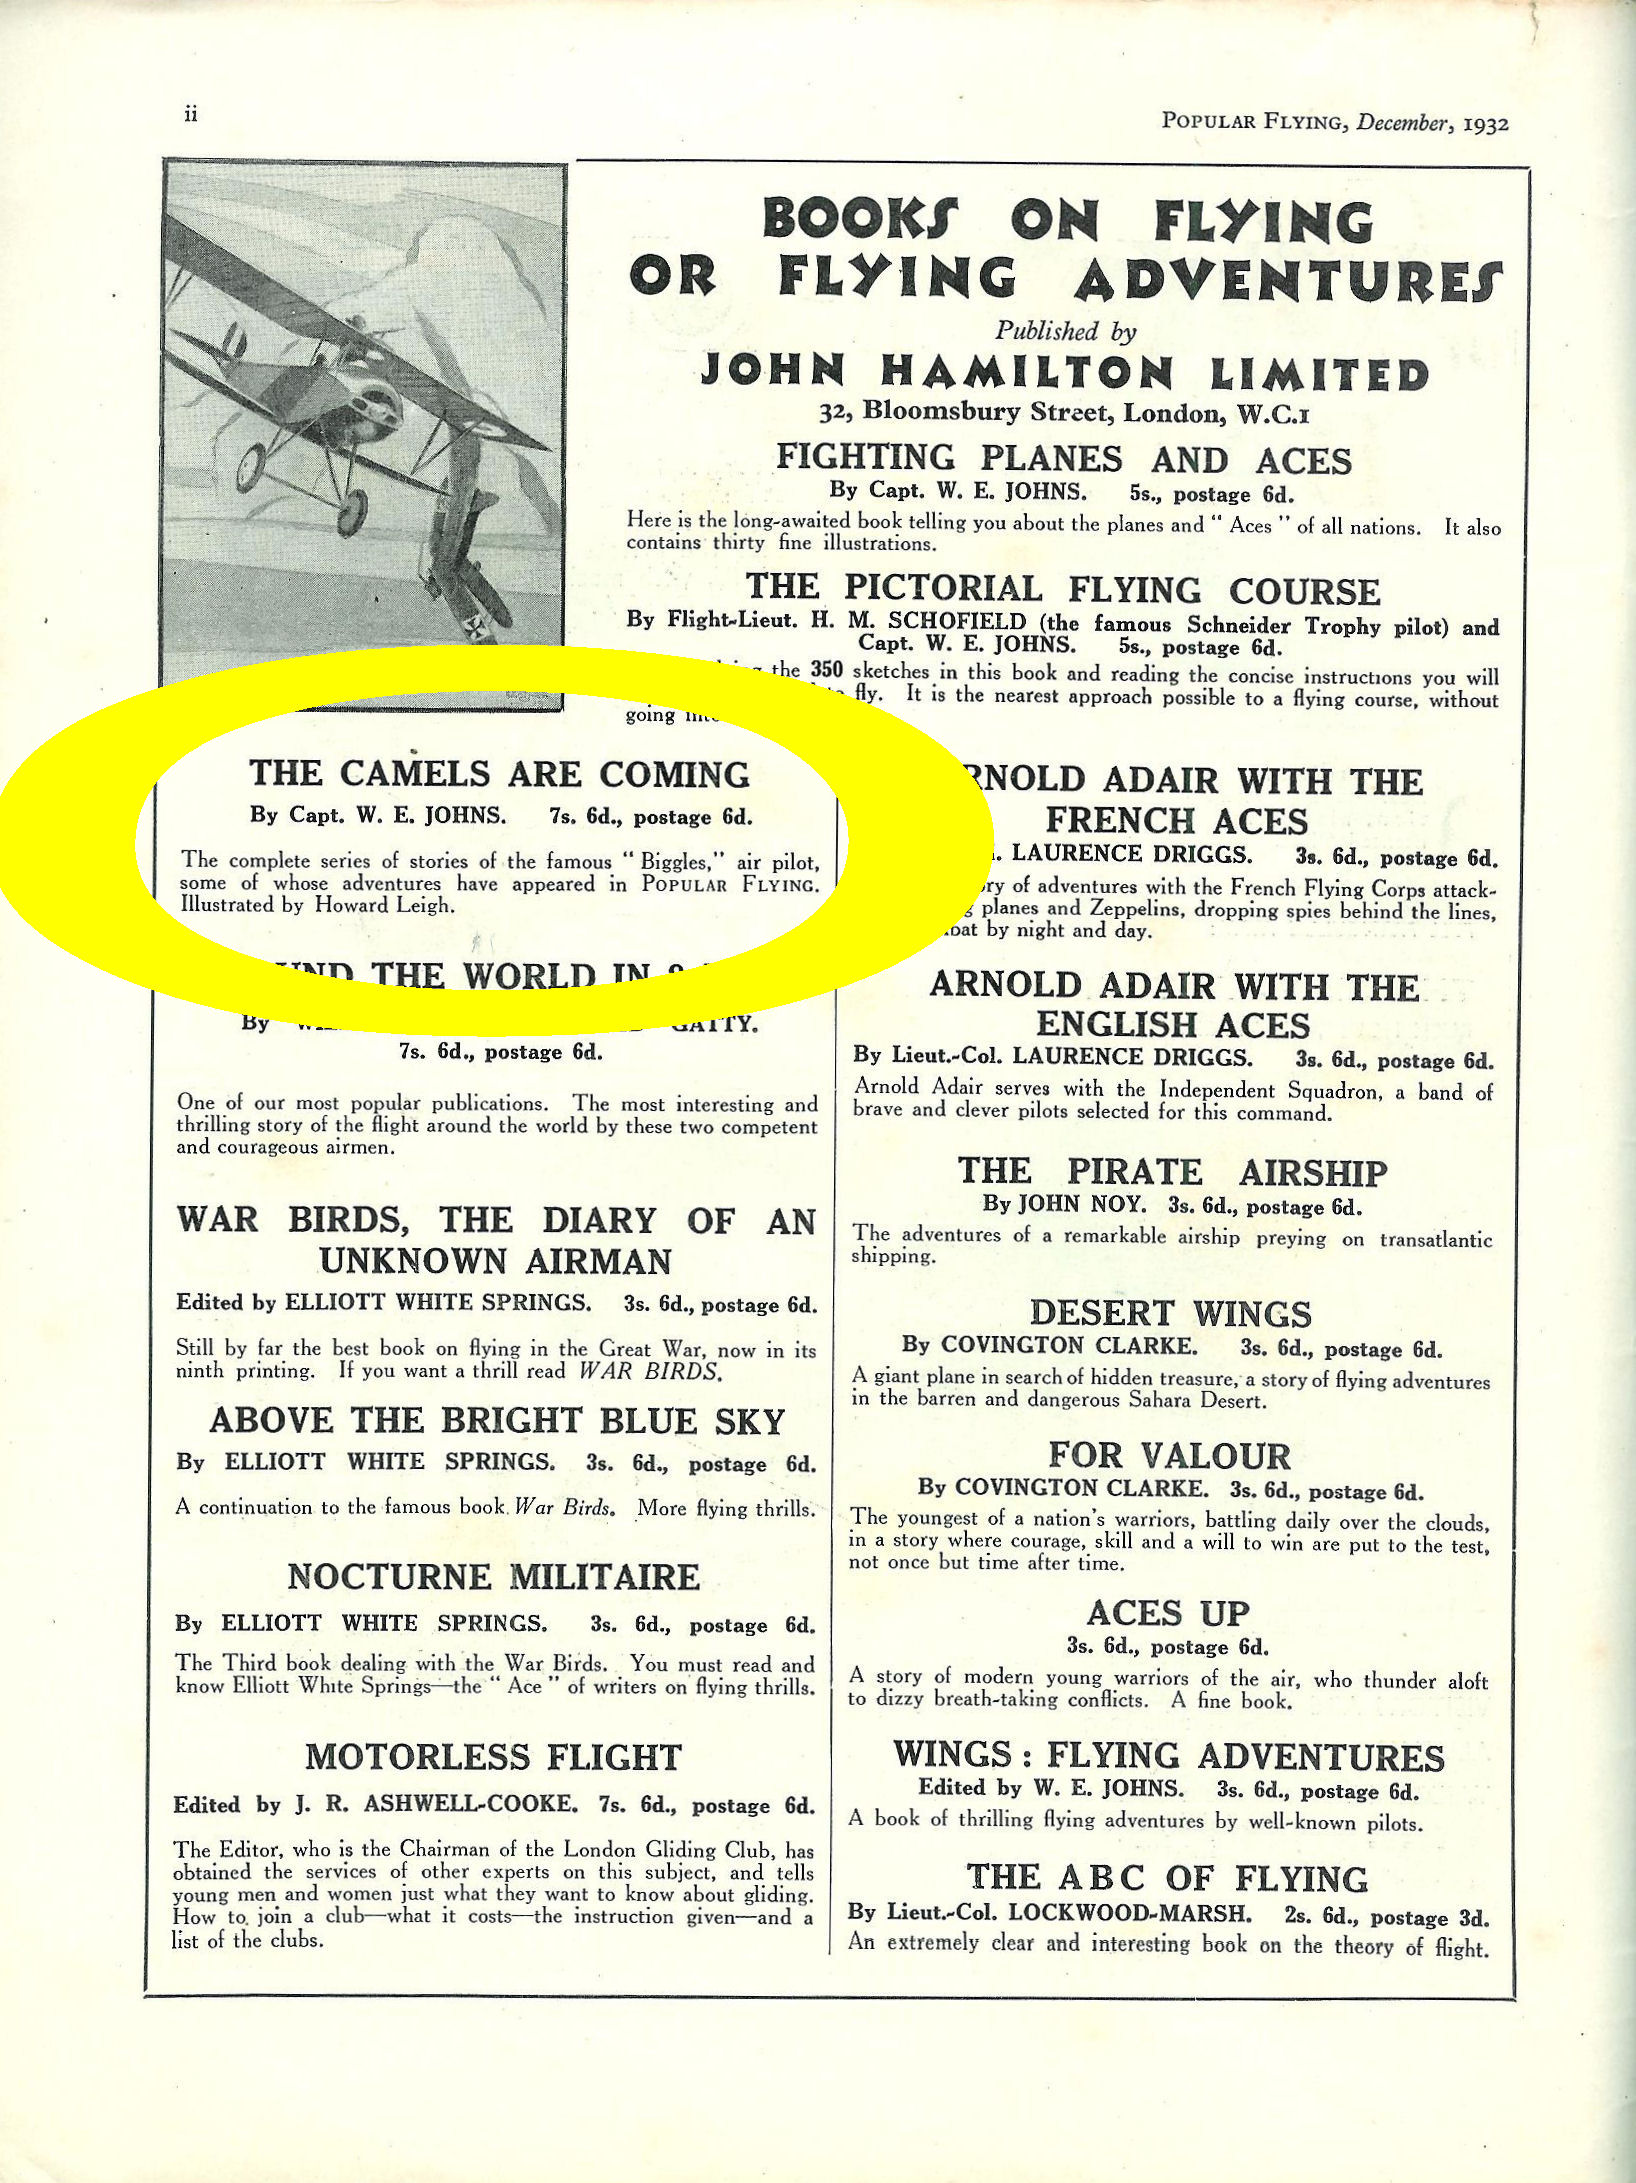 ii
POPULAR FLYING, December, 1932
BOOKS ON FLYING
OR FLYING ADVENTURES
Published by
JOHN HAMILTON LIMITED
32, Bloomsbury Street, London, W.C.1
FIGHTING PLANES AND ACES
By Capt. W. E. JOHNS. 5s., postage 6d.
Here is the long-awaited book telling you about the planes and "Aces" of all nations. It also
contains thirty fine illustrations.
THE PICTORIAL FLYING COURSE
By Flight-Lieut. H. M. SCHOFIELD (the famous Schneider Trophy pilot) and
Capt. W. E. JOHNS. 5s., postage 6d.
the 350 sketches in this book and reading the concise instructions you will
fly. It is the nearest approach possible to a flying course, without
going
THE CAMELS ARE COMING
By Capt. W. E. JOHNS. 7s. 6d., postage 6d.
The complete series of stories of the famous "Biggles," air pilot,
some of whose adventures have appeared in POPULAR FLYING.
Illustrated by Howard Leigh.
THE WORLD IN
By GATTY.
7s. 6d., postage 6d.
One of our most popular publications. The most interesting and
thrilling story of the flight around the world by these two competent
and courageous airmen.
WAR BIRDS, THE DIARY OF AN
UNKNOWN AIRMAN
Edited by ELLIOTT WHITE SPRINGS. 3s. 6d., postage 6d.
Still by far the best book on flying in the Great War, now in its
ninth printing. If you want a thrill read WAR BIRDS.
ABOVE THE BRIGHT BLUE SKY
By ELLIOTT WHITE SPRINGS. 3s. 6d., postage 6d.
A continuation to the famous book War Birds. More flying thrills.
NOCTURNE MILITAIRE
By ELLIOTT WHITE SPRINGS. 3s. 6d., postage 6d.
The Third book dealing with the War Birds. You must read and
know Elliott White Springs—the "Ace" of writers on flying thrills.
MOTORLESS FLIGHT
Edited by J. R. ASHWELL-COOKE. 7s. 6d., postage 6d.
The Editor, who is the Chairman of the London Gliding Club, has
obtained the services of other experts on this subject, and tells
young men and women just what they want to know about gliding.
How to join a club—what it costs—the instruction given—and a
list of the clubs.
RNOLD ADAIR WITH THE
FRENCH ACES
LAURENCE DRIGGS. 3s. 6d., postage 6d.
ry of adventures with the French Flying Corps attack-
planes and Zeppelins, dropping spies behind the lines,
bat by night and day.
ARNOLD ADAIR WITH THE
ENGLISH ACES
By Lieut.-Col. LAURENCE DRIGGS. 3s. 6d., postage 6d.
Arnold Adair serves with the Independent Squadron, a band of
brave and clever pilots selected for this command.
THE PIRATE AIRSHIP
By JOHN NOY. 3s. 6d., postage 6d.
The adventures of a remarkable airship preying on transatlantic
shipping.
DESERT WINGS
By COVINGTON CLARKE. 3s. 6d., postage 6d.
A giant plane in search of hidden treasure, a story of flying adventures
in the barren and dangerous Sahara Desert.
FOR VALOUR
By COVINGTON CLARKE. 3s. 6d., postage 6d.
The youngest of a nation's warriors, battling daily over the clouds,
in a story where courage, skill and a will to win are put to the test,
not once but time after time.
ACES UP
3s. 6d., postage 6d.
A story of modern young warriors of the air, who thunder aloft
to dizzy breath-taking conflicts. A fine book.
WINGS : FLYING ADVENTURES
Edited by W. E. JOHNS. 3s. 6d., postage 6d.
A book of thrilling flying adventures by well-known pilots.
THE ABC OF FLYING
By Lieut.-Col. LOCKWOOD-MARSH. 2s. 6d., postage 3d.
An extremely clear and interesting book on the theory of flight.